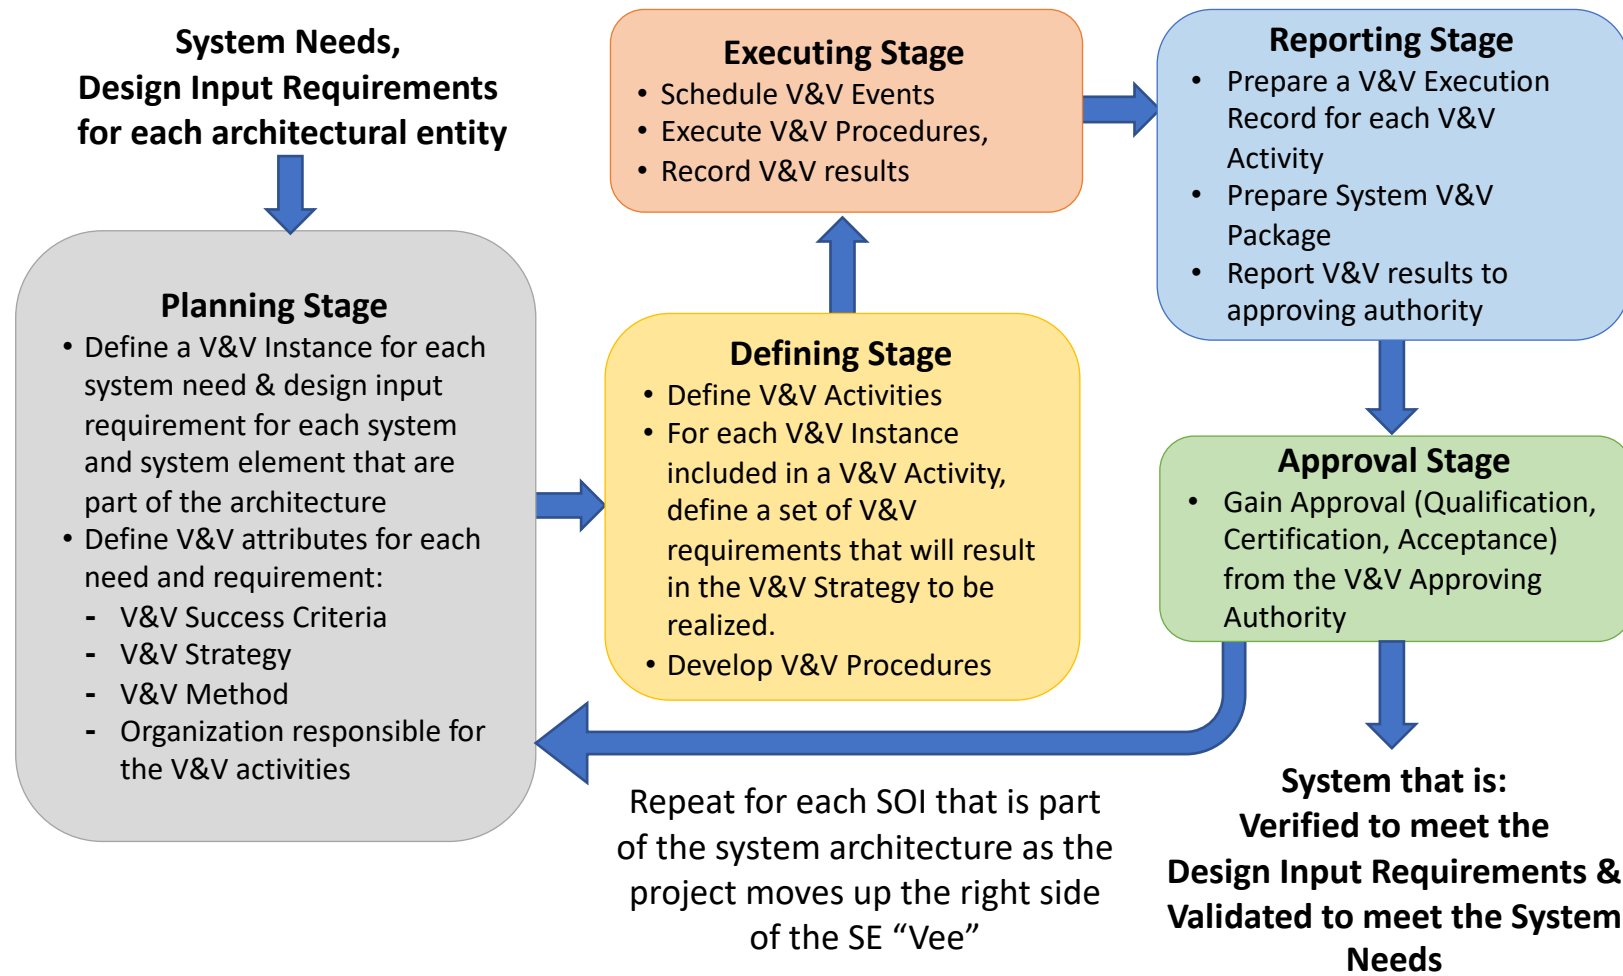 System Needs,
Design Input Requirements
for each architectural entity
Planning Stage
• Define a V&V Instance for each
system need & design input
requirement for each system
and system element that are
part of the architecture
• Define V&V attributes for each
need and requirement:
- V&V Success Criteria
- V&V Strategy
- V&V Method
- Organization responsible for
the V&V activities
Defining Stage
• Define V&V Activities
• For each V&V Instance
included in a V&V Activity,
define a set of V&V
requirements that will result
in the V&V Strategy to be
realized.
• Develop V&V Procedures
Executing Stage
• Schedule V&V Events
• Execute V&V Procedures,
• Record V&V results
Reporting Stage
• Prepare a V&V Execution
Record for each V&V
Activity
• Prepare System V&V
Package
• Report V&V results to
approving authority
Approval Stage
• Gain Approval (Qualification,
Certification, Acceptance)
from the V&V Approving
Authority
Repeat for each SOI that is part
of the system architecture as the
project moves up the right side
of the SE “Vee”
System that is:
Verified to meet the
Design Input Requirements &
Validated to meet the System
Needs